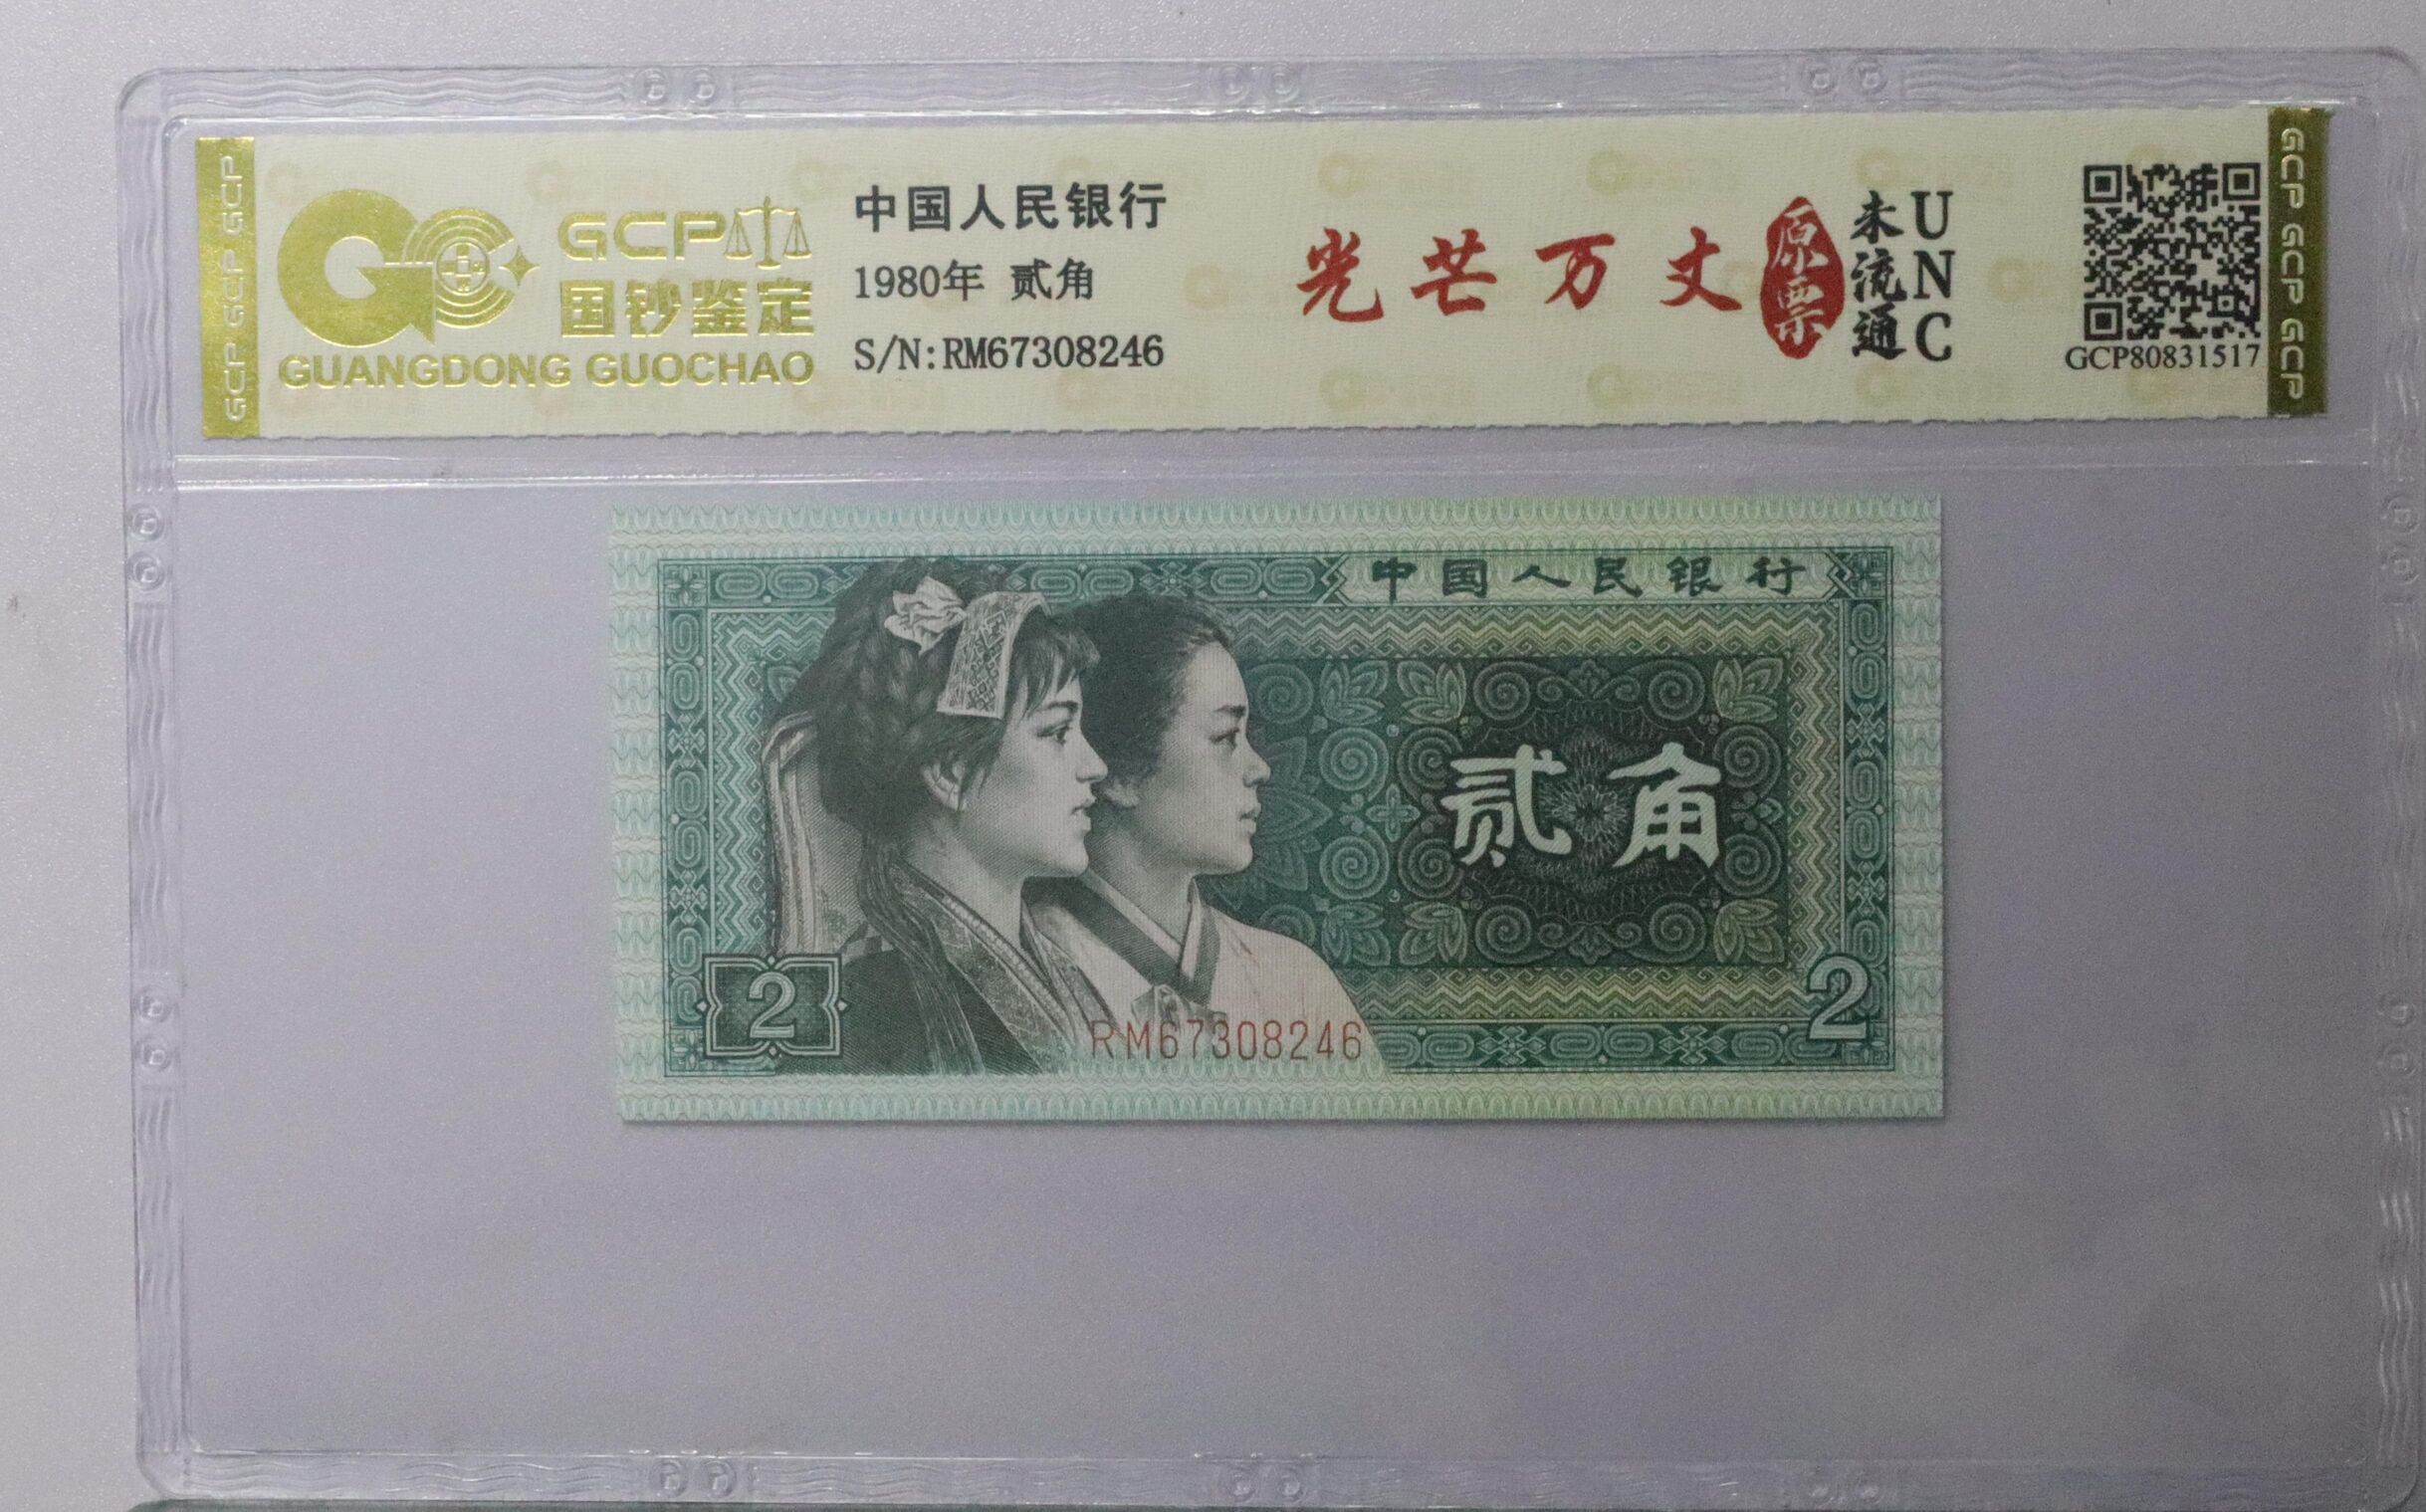 GCP GCP GCP GCP
GCP
国钞鉴定
GUANGDONG GUOCHAO
中国人民银行
1980年 贰角
S/N:RM67308246
光芒万丈
原票
未流通
UNC
GCP80831517
GCP GCP GCP GCP
中国人民银行
贰角
2
2
RM67308246